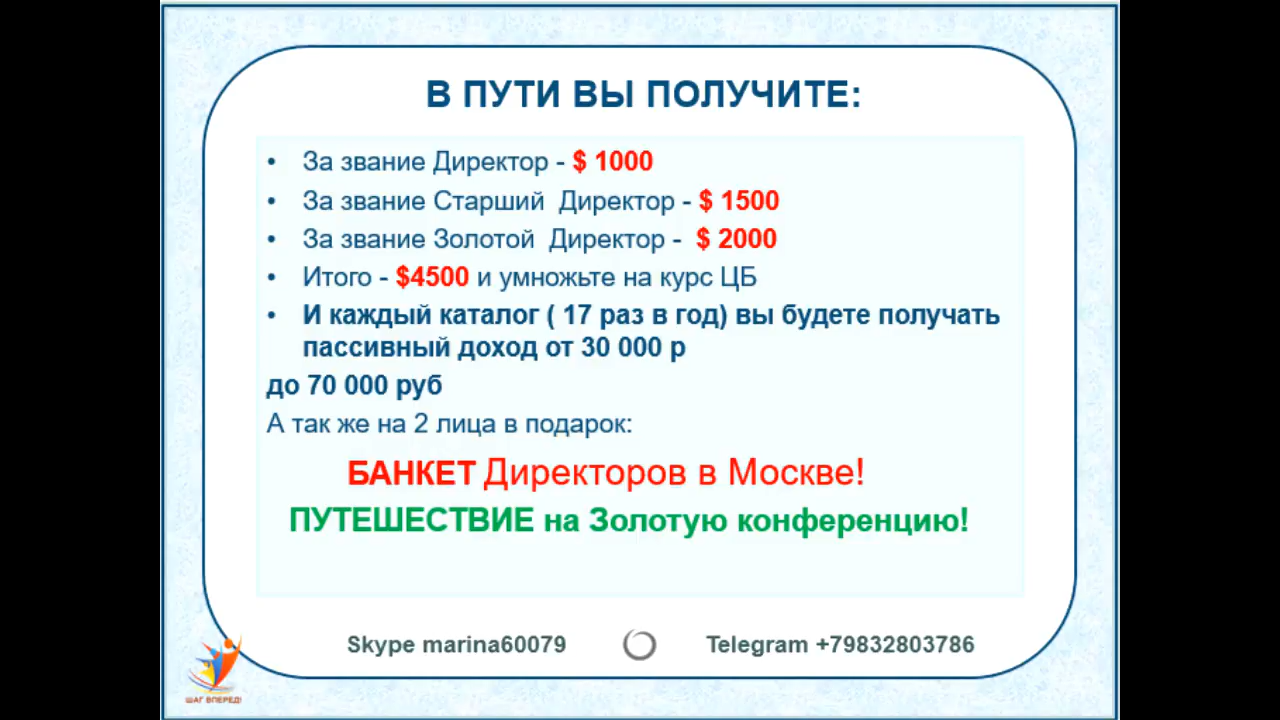 В ПУТИ ВЫ ПОЛУЧИТЕ:
• За звание Директор - $ 1000
• За звание Старший Директор - $ 1500
• За звание Золотой Директор - $ 2000
• Итого - $4500 и умножьте на курс ЦБ
• И каждый каталог ( 17 раз в год) вы будете получать
пассивный доход от 30 000 р
до 70 000 руб
А так же на 2 лица в подарок:
БАНКЕТ Директоров в Москве!
ПУТЕШЕСТВИЕ на Золотую конференцию!
Skype marina60079 Telegram +79832803786
ШАГ ВПЕРЕД!